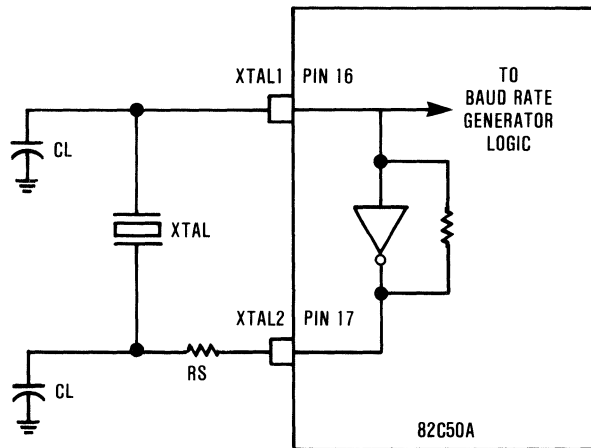 XTAL1 PIN 16
TO
BAUD RATE
GENERATOR
LOGIC
CL
XTAL
XTAL2 PIN 17
RS
CL
82C50A